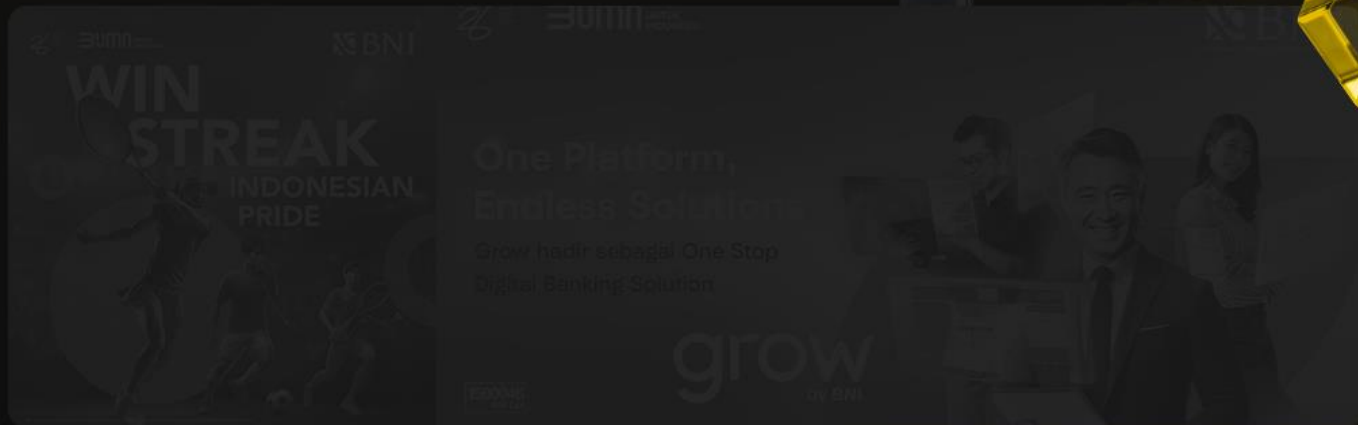 BUMN
BNI
WIN
STREAK
INDONESIAN
PRIDE
BUMN
One Platform,
Endless Solutions
Grow hadir sebagai One Stop
Digital Banking Solution
grow
by BNI
1500046